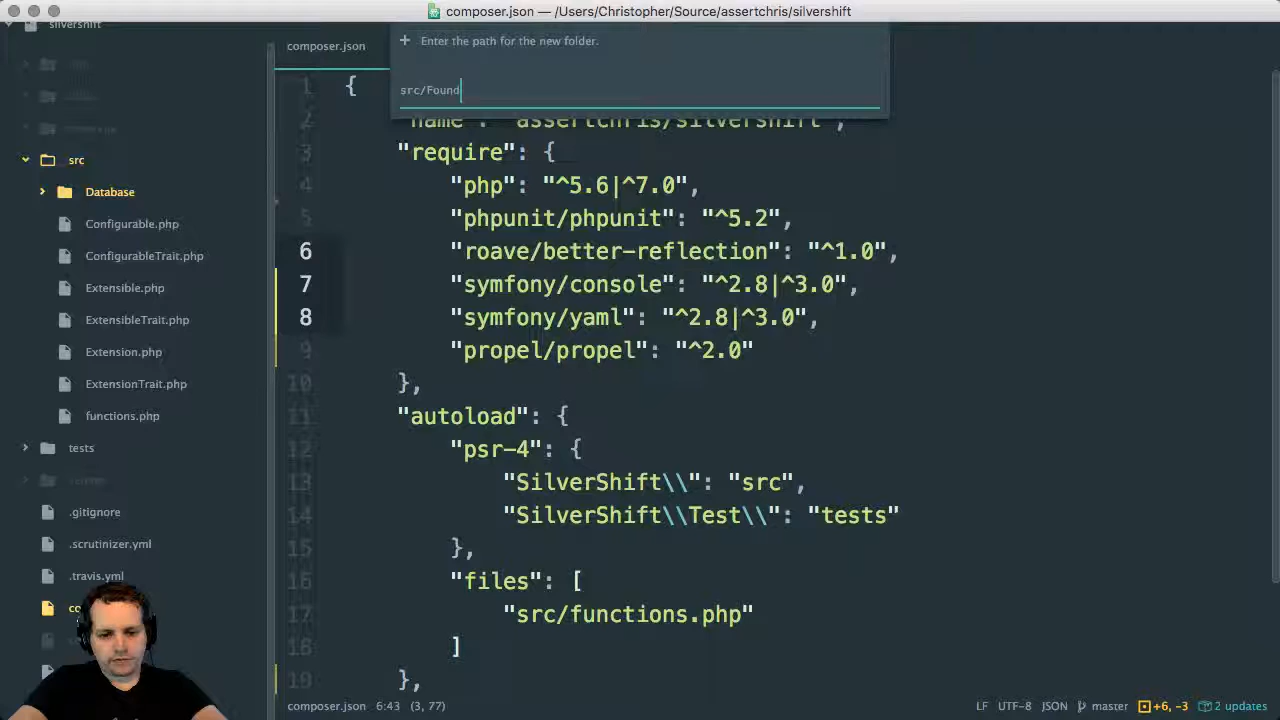 composer.json — /Users/Christopher/Source/assertchris/silvershift
silvershift
src
Database
Configurable.php
ConfigurableTrait.php
Extensible.php
ExtensibleTrait.php
Extension.php
ExtensionTrait.php
functions.php
tests
.gitignore
.scrutinizer.yml
.travis.yml
co
composer.json
+ Enter the path for the new folder.
src/Found
1 {
2 "name": "assertchris/silvershift",
3 "require": {
4 "php": "^5.6|^7.0",
5 "phpunit/phpunit": "^5.2",
6 "roave/better-reflection": "^1.0",
7 "symfony/console": "^2.8|^3.0",
8 "symfony/yaml": "^2.8|^3.0",
9 "propel/propel": "^2.0"
10 },
11 "autoload": {
12 "psr-4": {
13 "SilverShift\\": "src",
14 "SilverShift\\Test\\": "tests"
15 },
16 "files": [
17 "src/functions.php"
18 ]
19 },
composer.json 6:43 (3, 77)
LF UTF-8 JSON master +6, -3 2 updates